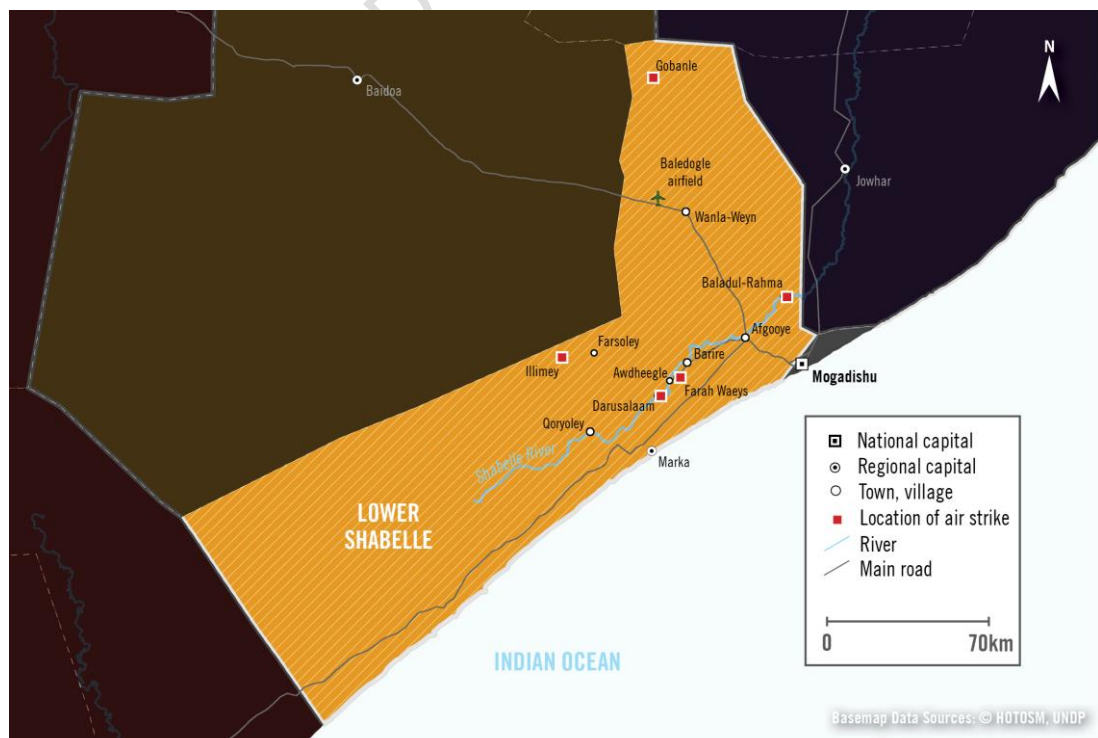 N
Gobanle
Baidoa
Baledogle
airfield
Jowhar
Wanla-Weyn
Baladul-Rahma
Afgooye
Farsoley
Illimey
Barire
Awdheegle
Mogadishu
Farah Waeys
Darusalaam
Qoryoley
Marka
Shabelle River
LOWER
SHABELLE
National capital
Regional capital
Town, village
Location of air strike
River
Main road
0 70km
INDIAN OCEAN
Basemap Data Sources: © HOTOSM, UNDP